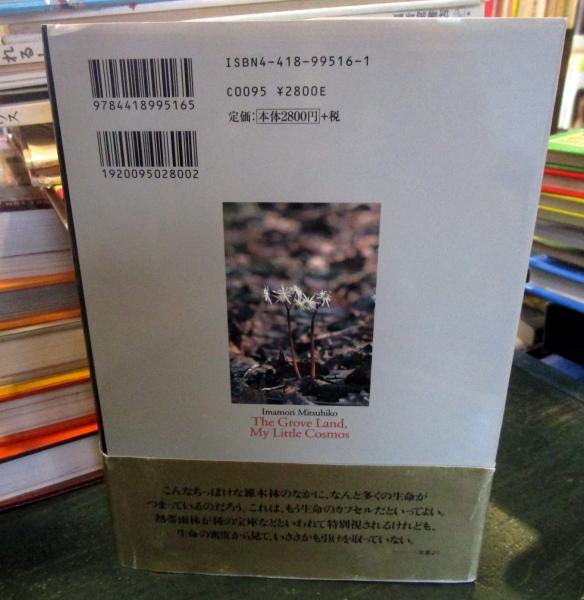 ISBN4-418-99516-1
C0095 ¥2800E
定価：本体2800円+税
9784418995165
1920095028002
Imamori Mitsuhiko
The Grove Land,
My Little Cosmos
こんなちっぽけな雑木林のなかに、なんと多くの生命が
つまっているのだろう。これは、もう生命のカプセルだといってよい。
熱帯雨林が種の宝庫などといわれて特別視されるけれども、
生命の密度から見て、いささかも引けを取っていない。